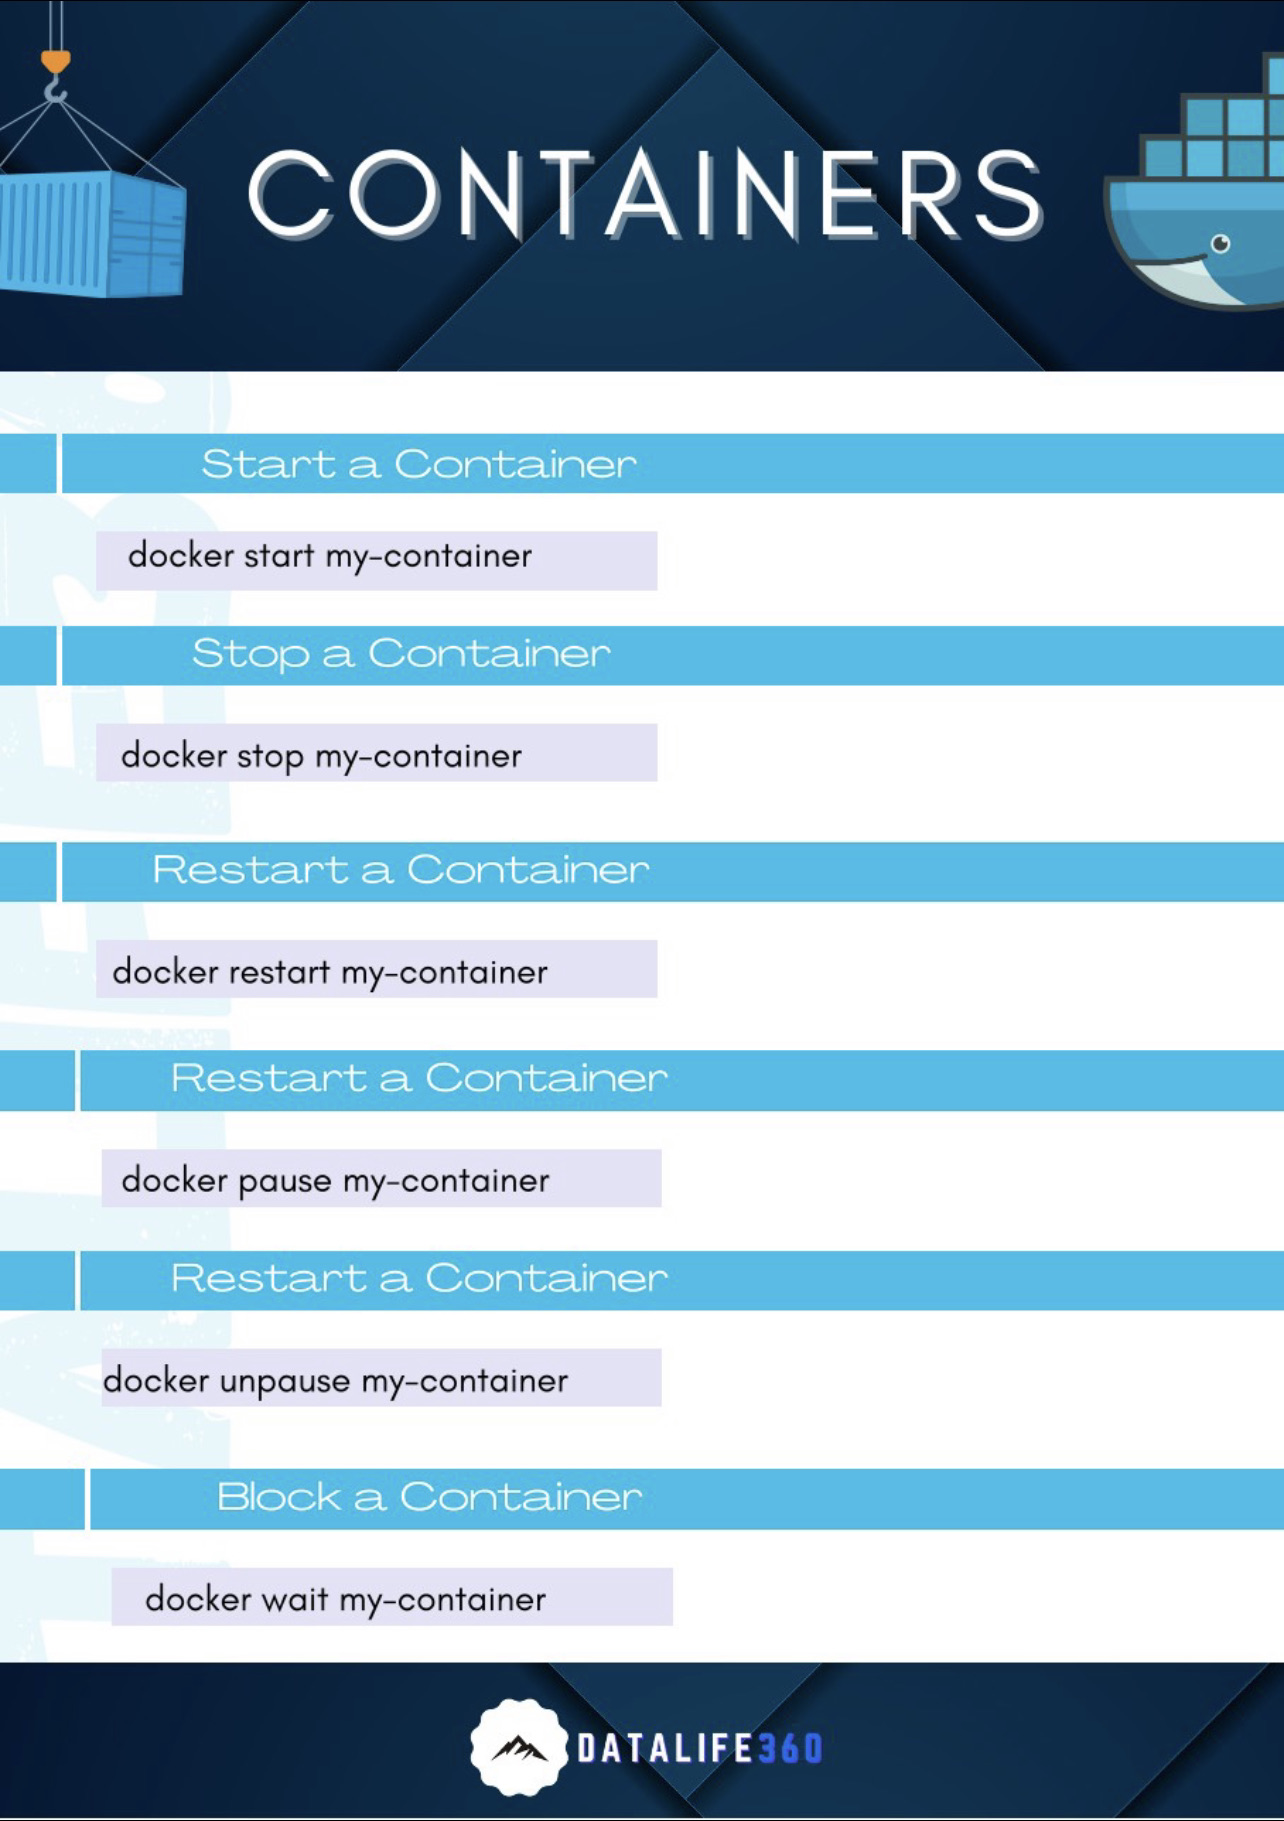 CONTAINERS
Start a Container
docker start my-container
Stop a Container
docker stop my-container
Restart a Container
docker restart my-container
Restart a Container
docker pause my-container
Restart a Container
docker unpause my-container
Block a Container
docker wait my-container
DATALIFE360